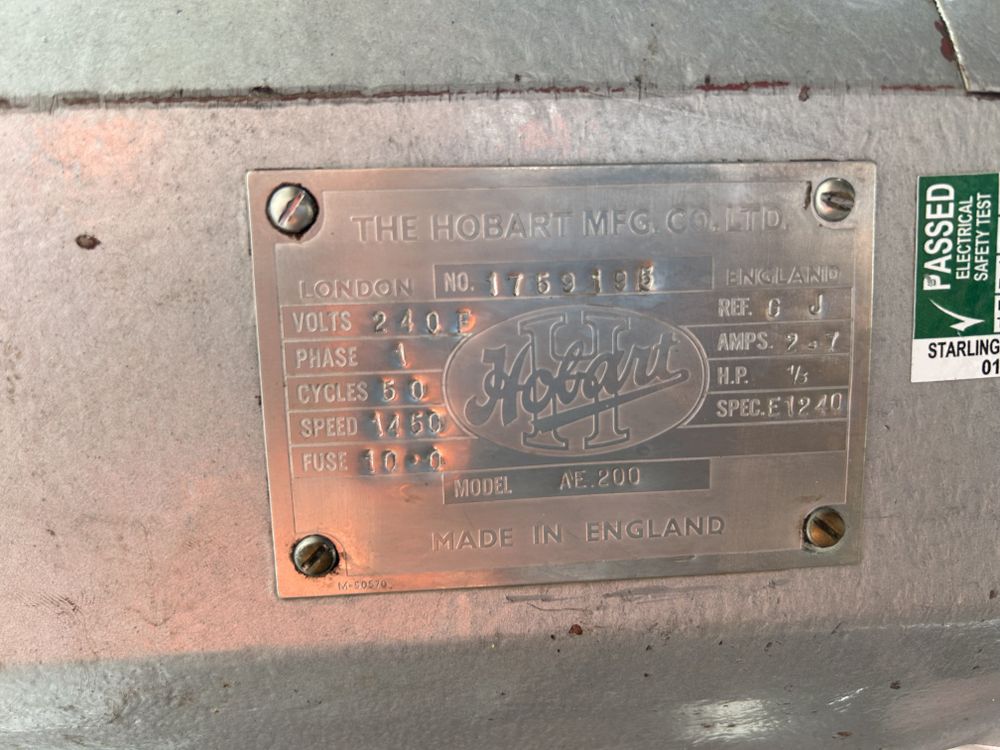 THE HOBART MFG. CO. LTD.
LONDON NO. 1759195 ENGLAND
VOLTS 240 E
PHASE 1
CYCLES 50
SPEED 1450
FUSE 10.0
H
Hobart
REF. G J
AMPS. 2.7
H.P. 1/3
SPEC. E1240
MODEL AE.200
MADE IN ENGLAND
M-50570
PASSED
ELECTRICAL
SAFETY TEST
STARLING
01